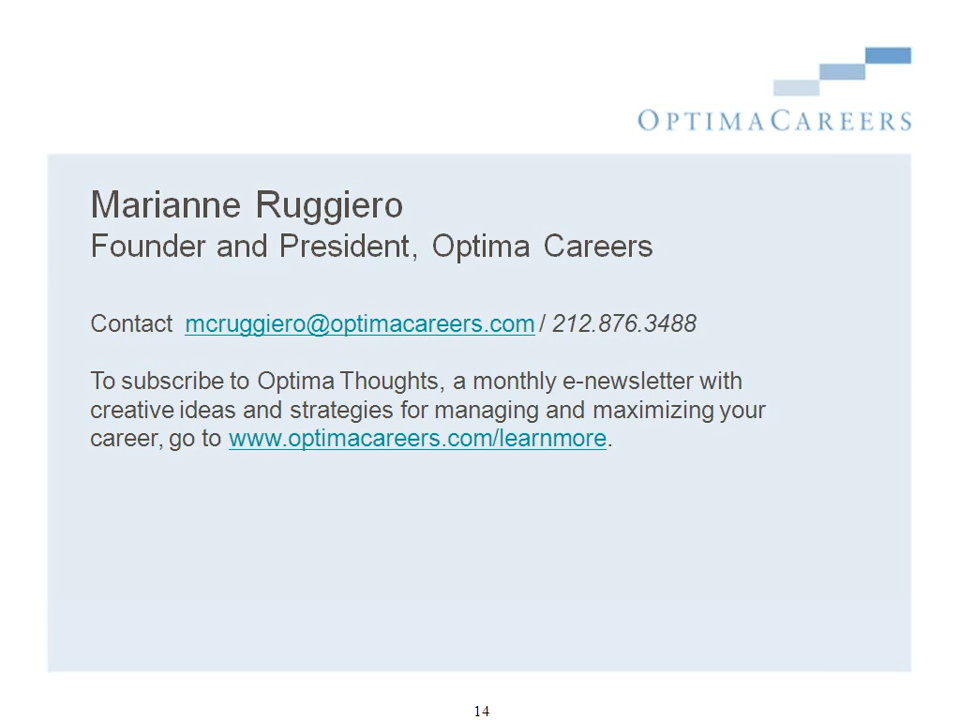 OPTIMACAREERS
Marianne Ruggiero
Founder and President, Optima Careers
Contact mcruggiero@optimacareers.com / 212.876.3488
To subscribe to Optima Thoughts, a monthly e-newsletter with
creative ideas and strategies for managing and maximizing your
career, go to www.optimacareers.com/learnmore.
14